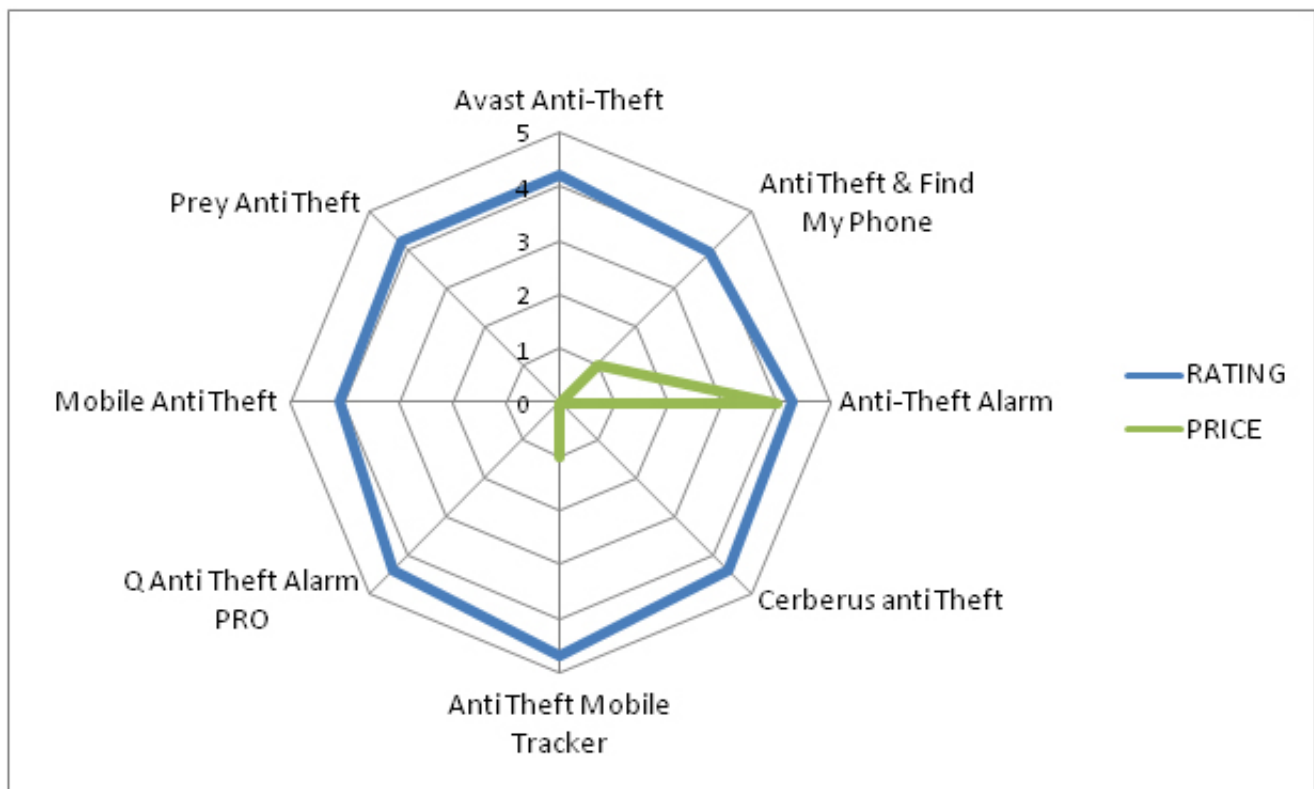 Avast Anti-Theft
5
Anti Theft & Find
My Phone
Prey Anti Theft
4
3
2
1
RATING
Mobile Anti Theft
0
Anti-Theft Alarm
PRICE
Q Anti Theft Alarm
PRO
Cerberus anti Theft
Anti Theft Mobile
Tracker